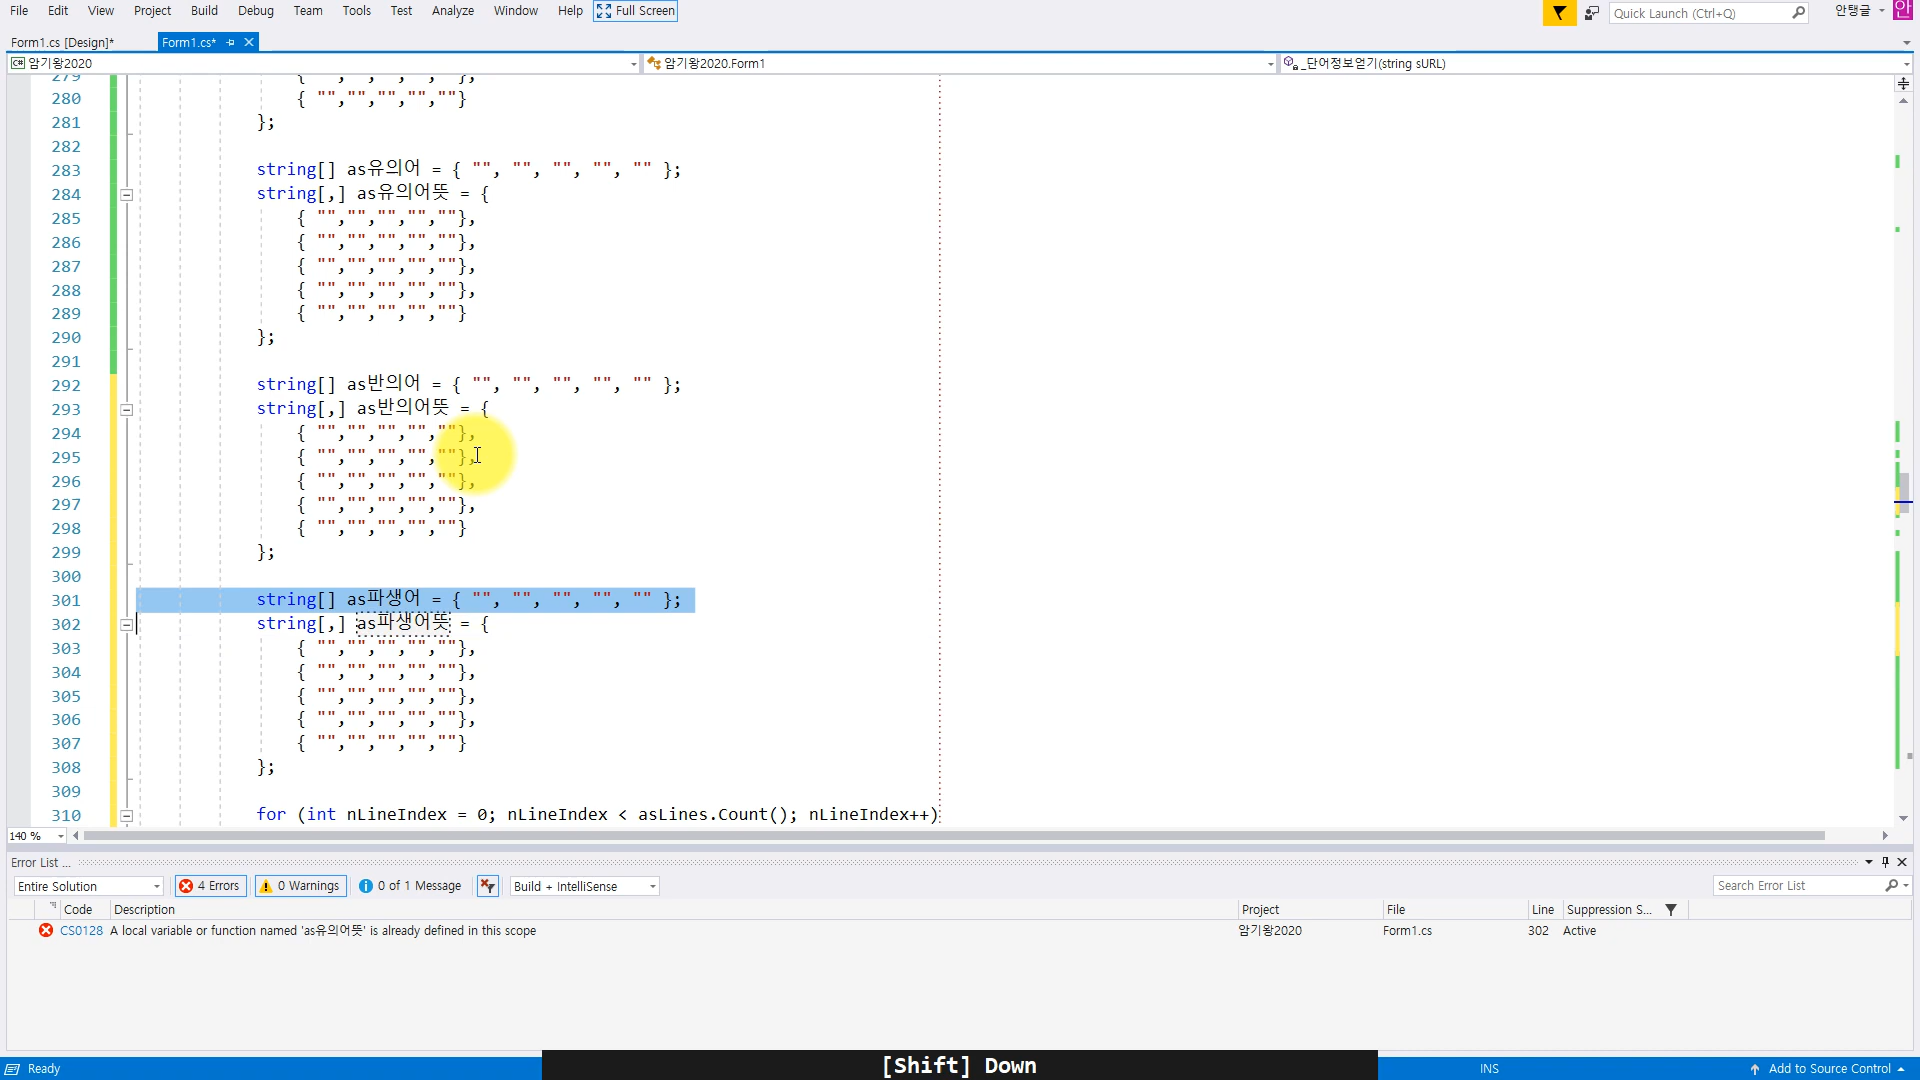 File Edit View Project Build Debug Team Tools Test Analyze Window Help Full Screen
Quick Launch (Ctrl+Q)
안탱글
안
Form1.cs [Design]*
Form1.cs*
C# 암기왕2020
암기왕2020.Form1
_단어정보얻기(string sURL)
279 { "","","","",""},
280 { "","","","",""}
281 };
282
283 string[] as유의어 = { "", "", "", "", "" };
284 string[,] as유의어뜻 = {
285 { "","","","",""},
286 { "","","","",""},
287 { "","","","",""},
288 { "","","","",""},
289 { "","","","",""}
290 };
291
292 string[] as반의어 = { "", "", "", "", "" };
293 string[,] as반의어뜻 = {
294 { "","","","",""},
295 { "","","","",""},
296 { "","","","",""},
297 { "","","","",""},
298 { "","","","",""}
299 };
300
301 string[] as파생어 = { "", "", "", "", "" };
302 string[,] as파생어뜻 = {
303 { "","","","",""},
304 { "","","","",""},
305 { "","","","",""},
306 { "","","","",""},
307 { "","","","",""}
308 };
309
310 for (int nLineIndex = 0; nLineIndex < asLines.Count(); nLineIndex++)
140 %
Error List ...
Entire Solution 4 Errors 0 Warnings 0 of 1 Message Build + IntelliSense Search Error List
Code Description Project File Line Suppression S...
CS0128 A local variable or function named 'as유의어뜻' is already defined in this scope 암기왕2020 Form1.cs 302 Active
Ready
[Shift] Down
INS
Add to Source Control